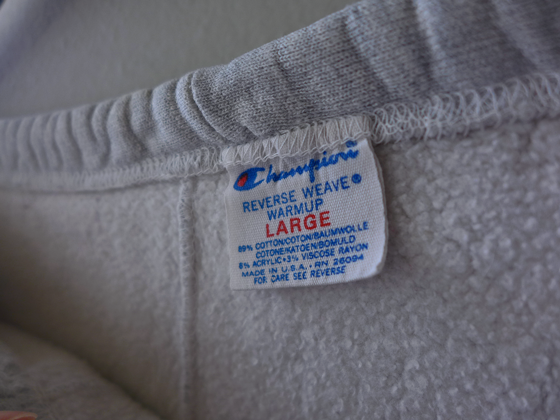 Champion
REVERSE WEAVE®
WARMUP
LARGE
89% COTTON/COTON/BAUMWOLLE
COTONE/KATOEN/BOMULD
8% ACRYLIC•3% VISCOSE RAYON
MADE IN U.S.A. • RN 26094
FOR CARE SEE REVERSE